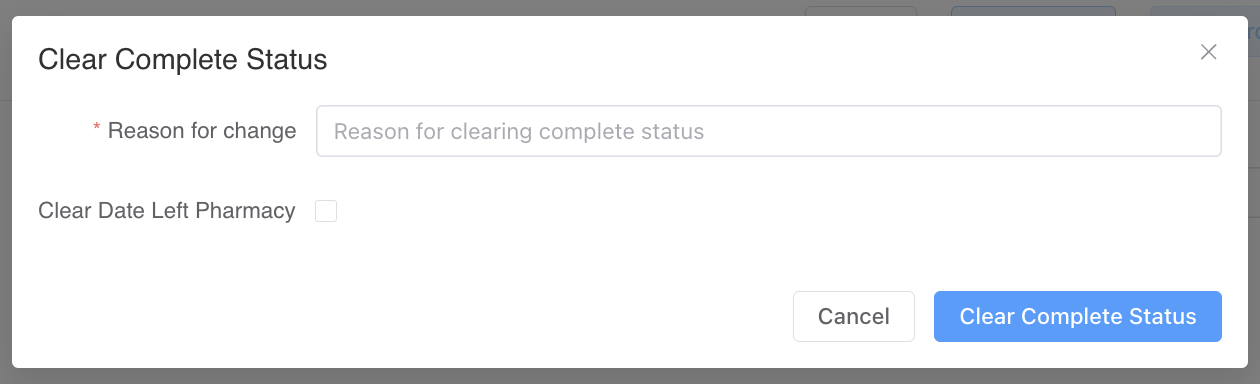 Clear Complete Status
* Reason for change
Reason for clearing complete status
Clear Date Left Pharmacy
Cancel
Clear Complete Status